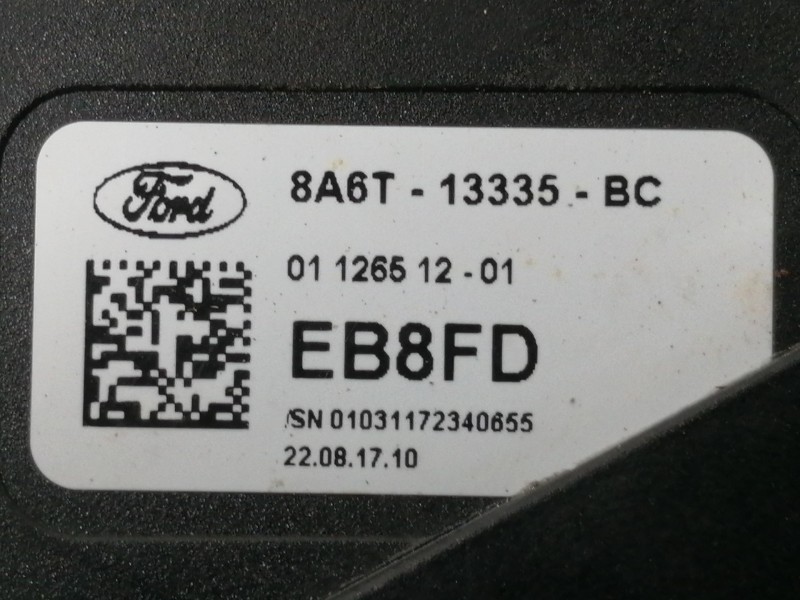 Ford
8A6T - 13335 - BC
01 1265 12 - 01
EB8FD
/SN 01031172340655
22.08.17.10